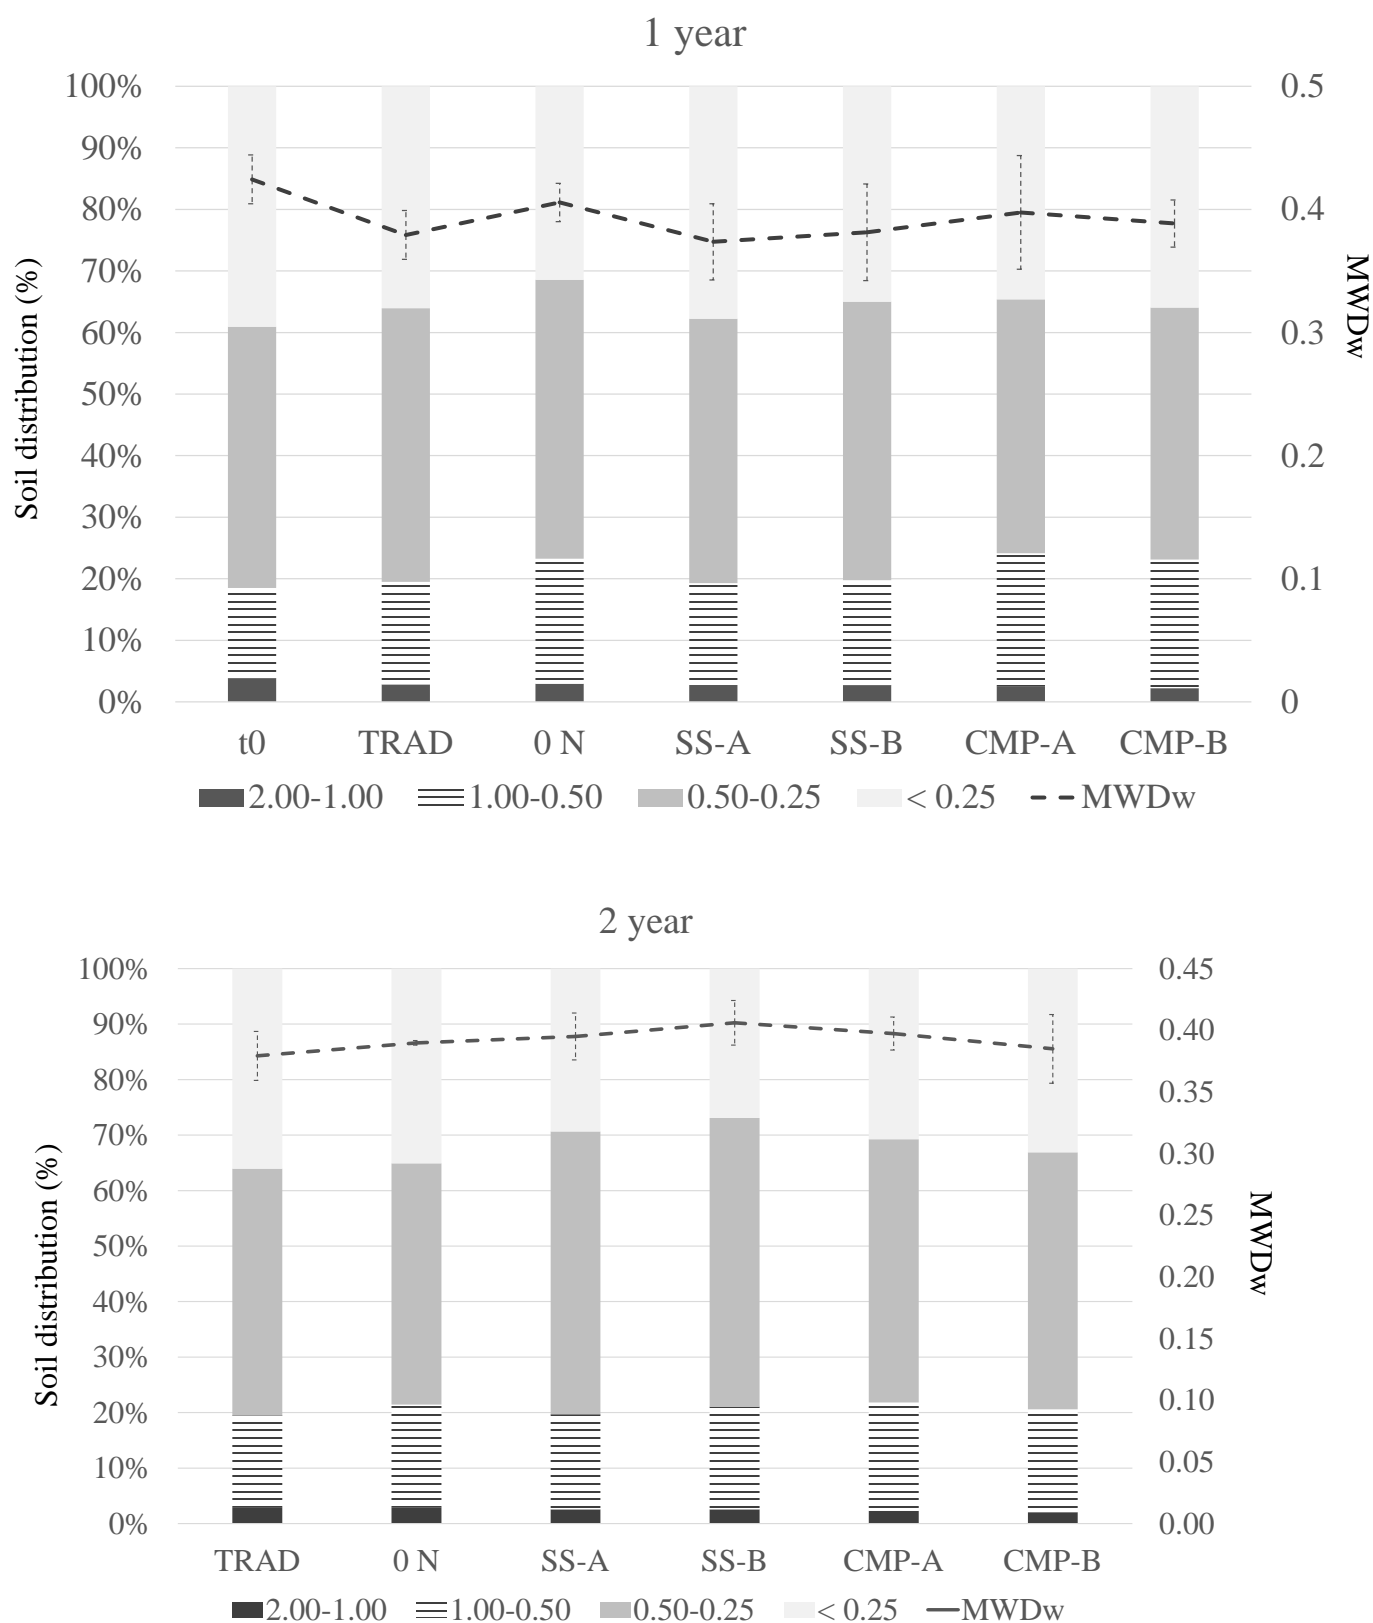 1 year
100% 0.5
90%
80% 0.4
70%
60% 0.3
50%
40% 0.2
30%
20% 0.1
10%
0% 0
Soil distribution (%)
MWDw
t0 TRAD 0 N SS-A SS-B CMP-A CMP-B
2.00-1.00 1.00-0.50 0.50-0.25 < 0.25 MWDw
2 year
100% 0.45
90% 0.40
80% 0.35
70% 0.30
60% 0.25
50% 0.20
40% 0.15
30% 0.10
20% 0.05
10% 0.00
0%
Soil distribution (%)
MWDw
TRAD 0 N SS-A SS-B CMP-A CMP-B
2.00-1.00 1.00-0.50 0.50-0.25 < 0.25 MWDw